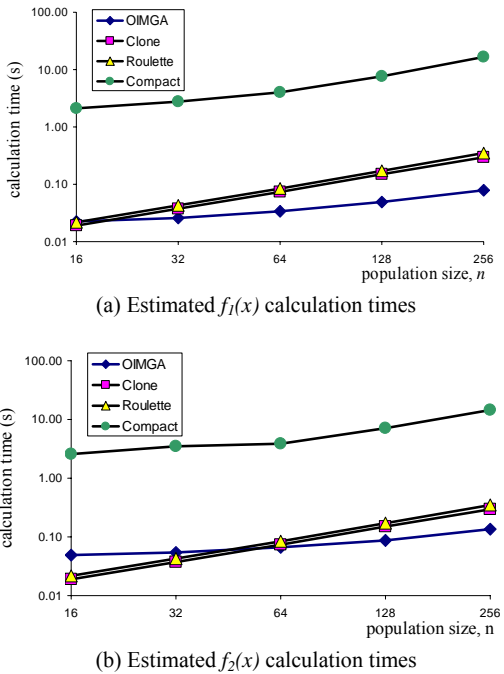 100.00
10.00
1.00
0.10
0.01
calculation time (s)
OIMGA
Clone
Roulette
Compact
16 32 64 128 256
population size, n
(a) Estimated f1(x) calculation times
100.00
10.00
1.00
0.10
0.01
calculation time (s)
OIMGA
Clone
Roulette
Compact
16 32 64 128 256
population size, n
(b) Estimated f2(x) calculation times